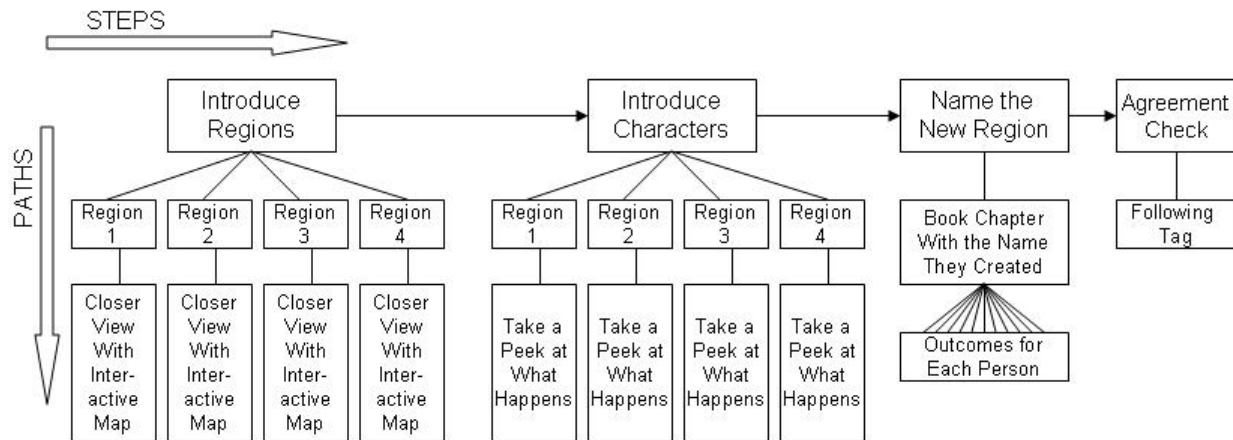 STEPS
PATHS
Introduce
Regions
Introduce
Characters
Name the
New Region
Agreement
Check
Region
1
Region
2
Region
3
Region
4
Region
1
Region
2
Region
3
Region
4
Book Chapter
With the Name
They Created
Following
Tag
Closer
View
With
Inter-
active
Map
Closer
View
With
Inter-
active
Map
Closer
View
With
Inter-
active
Map
Closer
View
With
Inter-
active
Map
Take a
Peek at
What
Happens
Take a
Peek at
What
Happens
Take a
Peek at
What
Happens
Take a
Peek at
What
Happens
Outcomes for
Each Person